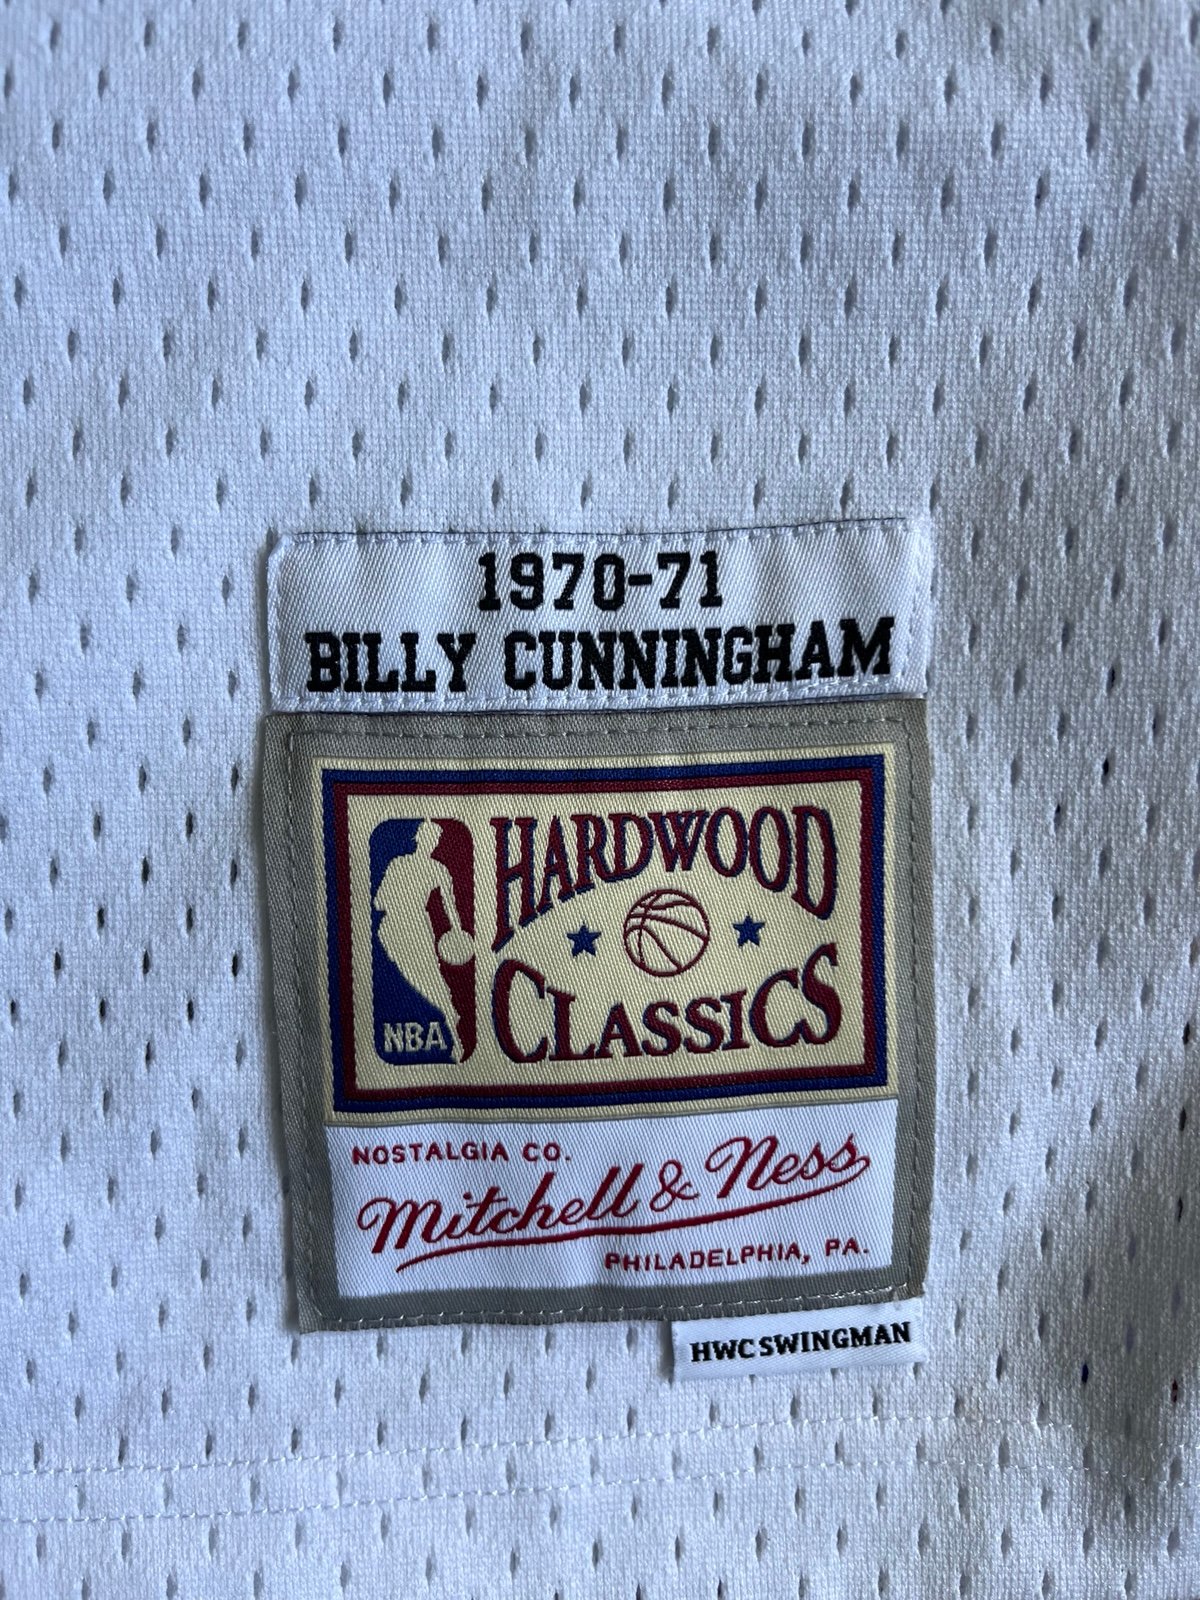 1970-71
BILLY CUNNINGHAM
HARDWOOD
CLASSICS
NBA
NOSTALGIA CO.
Mitchell & Ness
PHILADELPHIA, PA.
HWC SWINGMAN